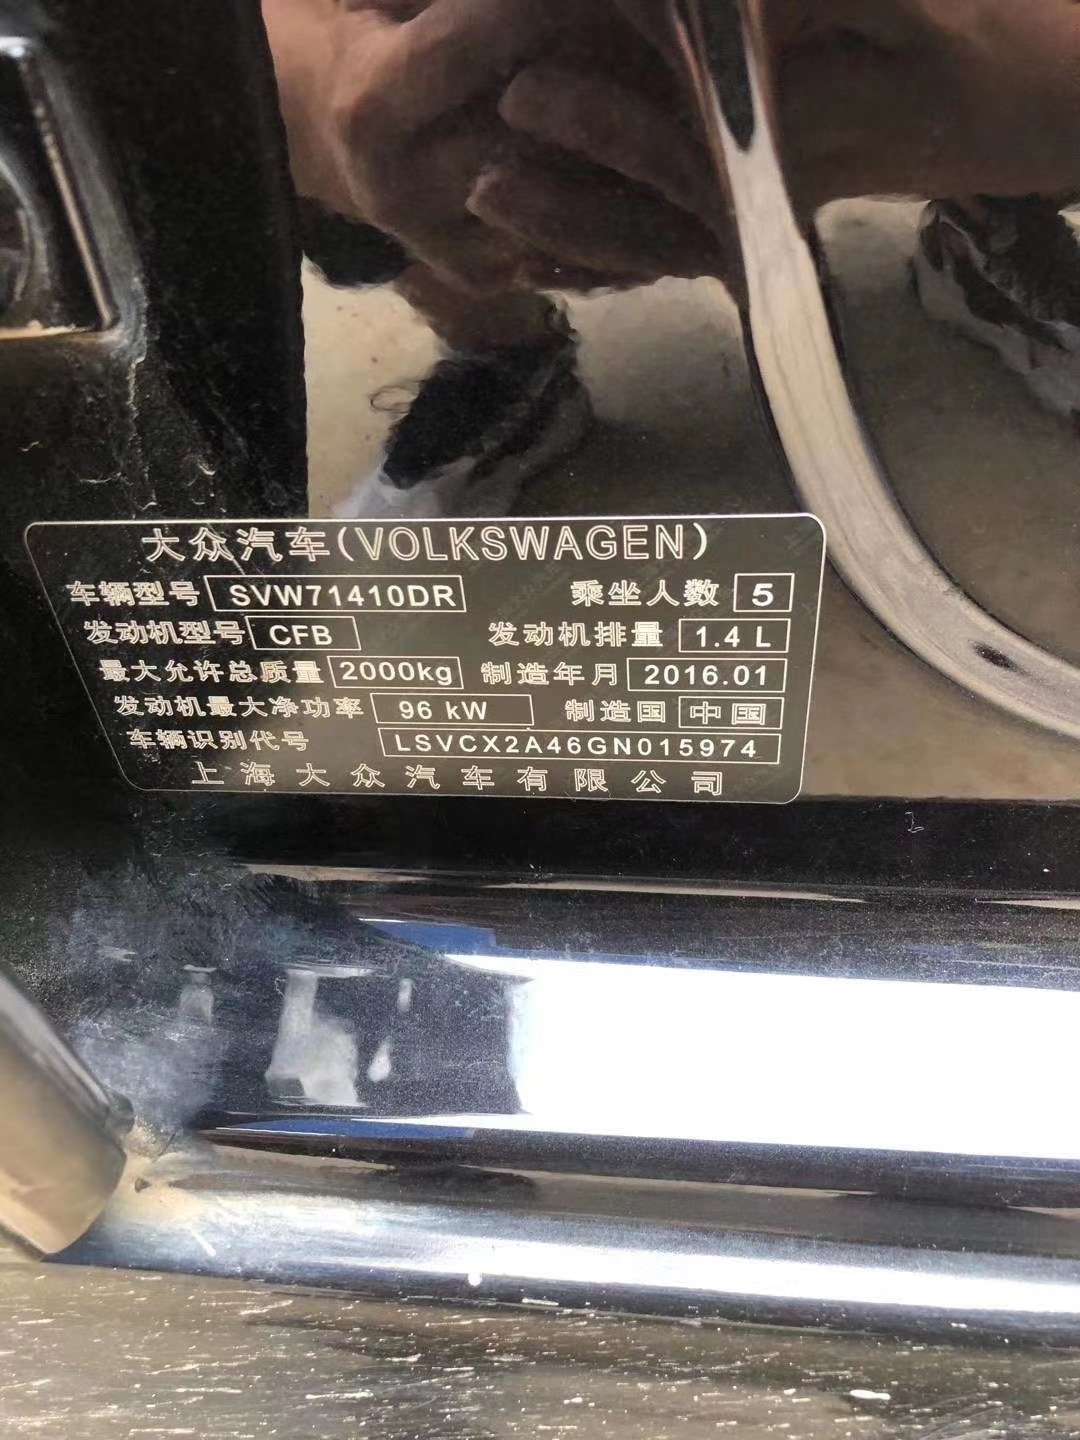 大众汽车(VOLKSWAGEN)
车辆型号 SVW71410DR 乘坐人数 5
发动机型号 CFB 发动机排量 1.4 L
最大允许总质量 2000kg 制造年月 2016.01
发动机最大净功率 96 kW 制造国 中国
车辆识别代号 LSVCX2A46GN015974
上海大众汽车有限公司